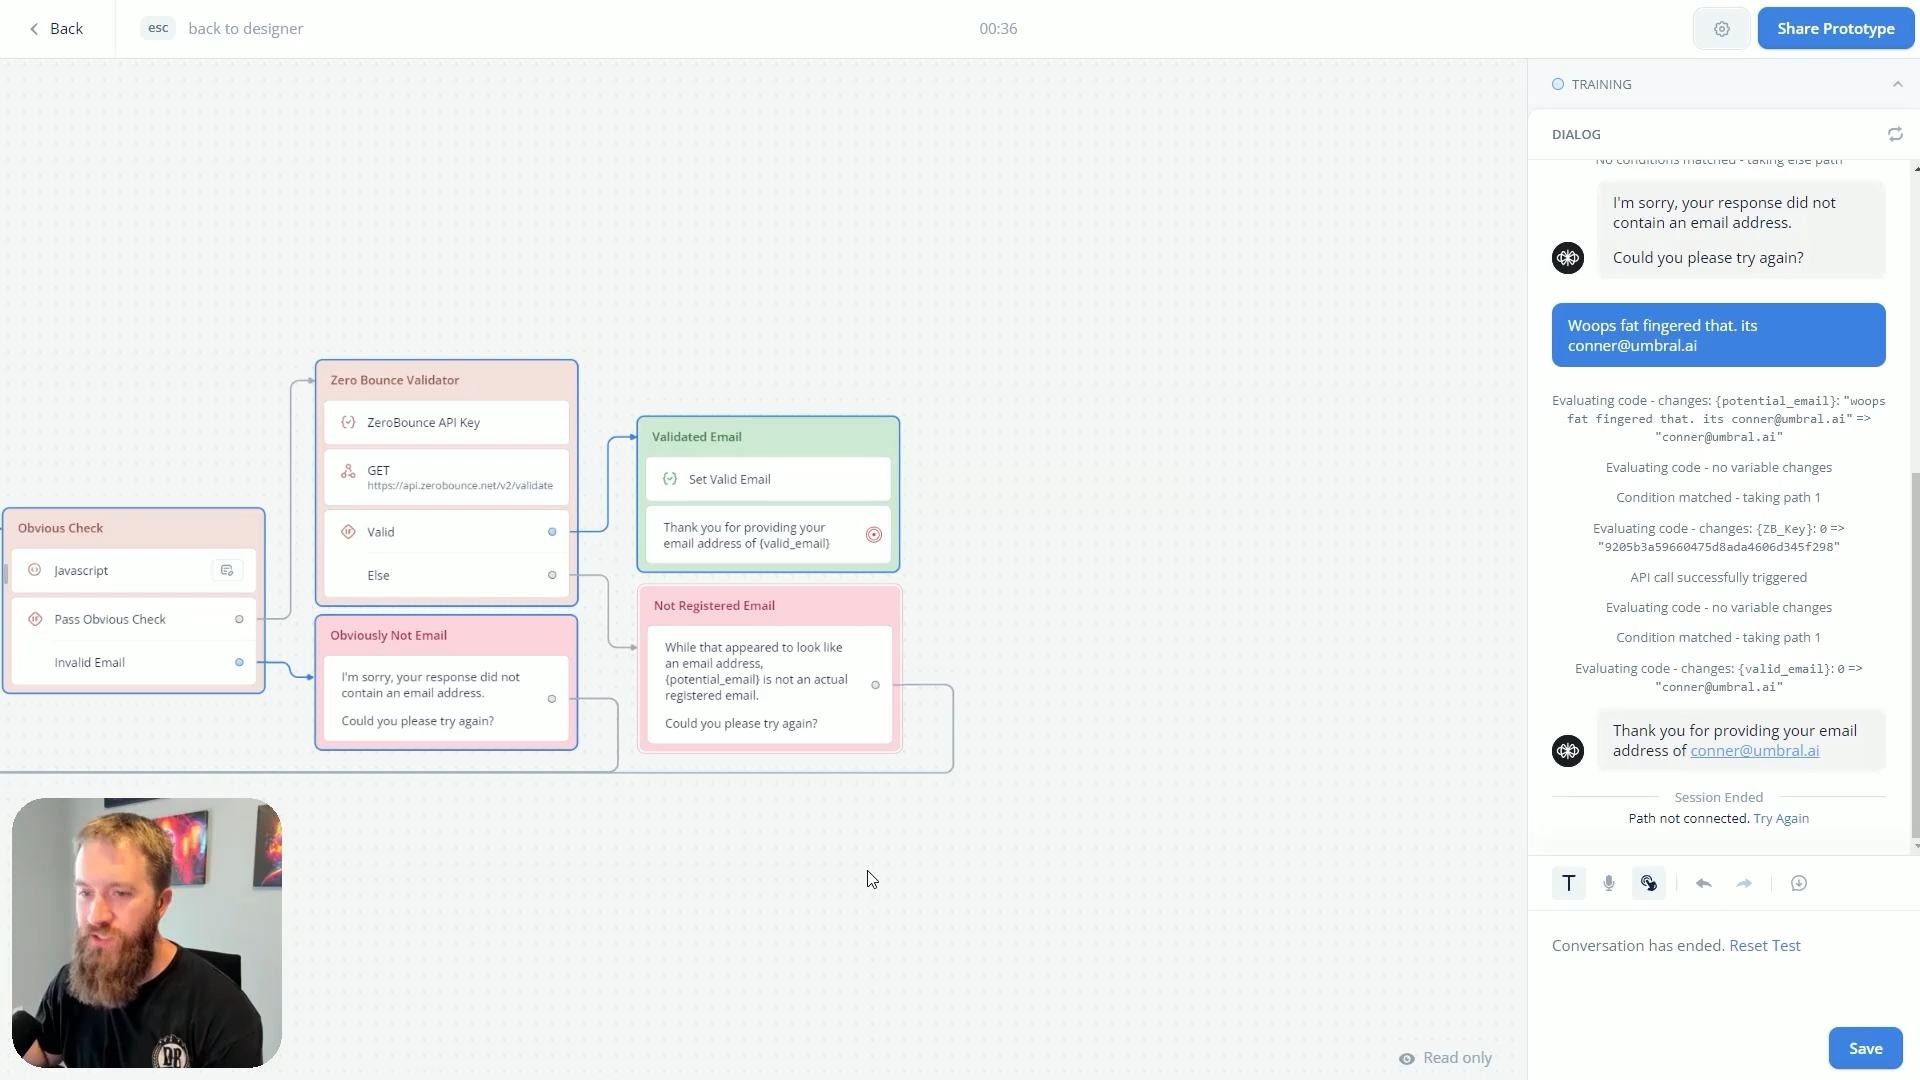 Back
esc back to designer
00:36
Share Prototype
TRAINING
DIALOG
No conditions matched - taking else path
I'm sorry, your response did not
contain an email address.
Could you please try again?
Woops fat fingered that. its
conner@umbral.ai
Evaluating code - changes: {potential_email}: "woops
fat fingered that. its conner@umbral.ai" =>
"conner@umbral.ai"
Evaluating code - no variable changes
Condition matched - taking path 1
Evaluating code - changes: {ZB_Key}: 0 =>
"9205b3a59660475d8ada4606d345f298"
API call successfully triggered
Evaluating code - no variable changes
Condition matched - taking path 1
Evaluating code - changes: {valid_email}: 0 =>
"conner@umbral.ai"
Thank you for providing your email
address of conner@umbral.ai
Session Ended
Path not connected. Try Again
T
Conversation has ended. Reset Test
Save
Obvious Check
Javascript
Pass Obvious Check
Invalid Email
Zero Bounce Validator
ZeroBounce API Key
GET
https://api.zerobounce.net/v2/validate
Valid
Else
Obviously Not Email
I'm sorry, your response did not
contain an email address.
Could you please try again?
Validated Email
Set Valid Email
Thank you for providing your
email address of {valid_email}
Not Registered Email
While that appeared to look like
an email address,
{potential_email} is not an actual
registered email.
Could you please try again?
Read only